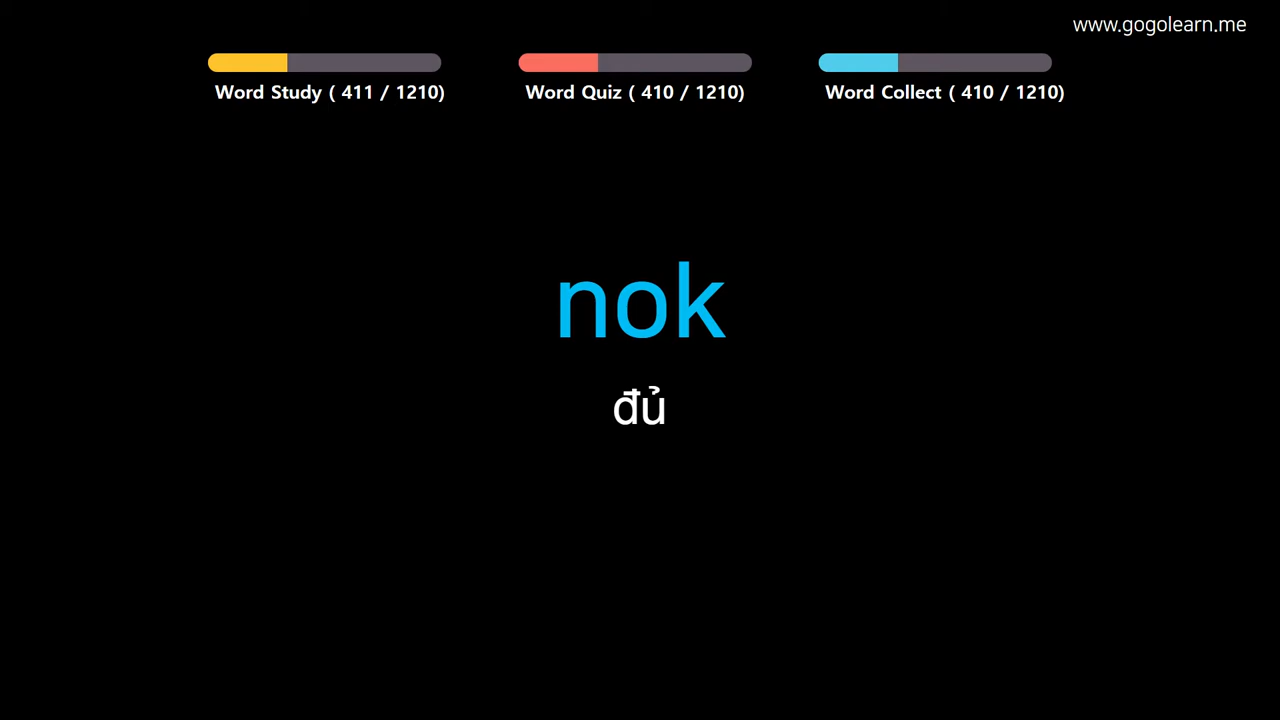 www.gogolearn.me
Word Study ( 411 / 1210)
Word Quiz ( 410 / 1210)
Word Collect ( 410 / 1210)
nok
đủ